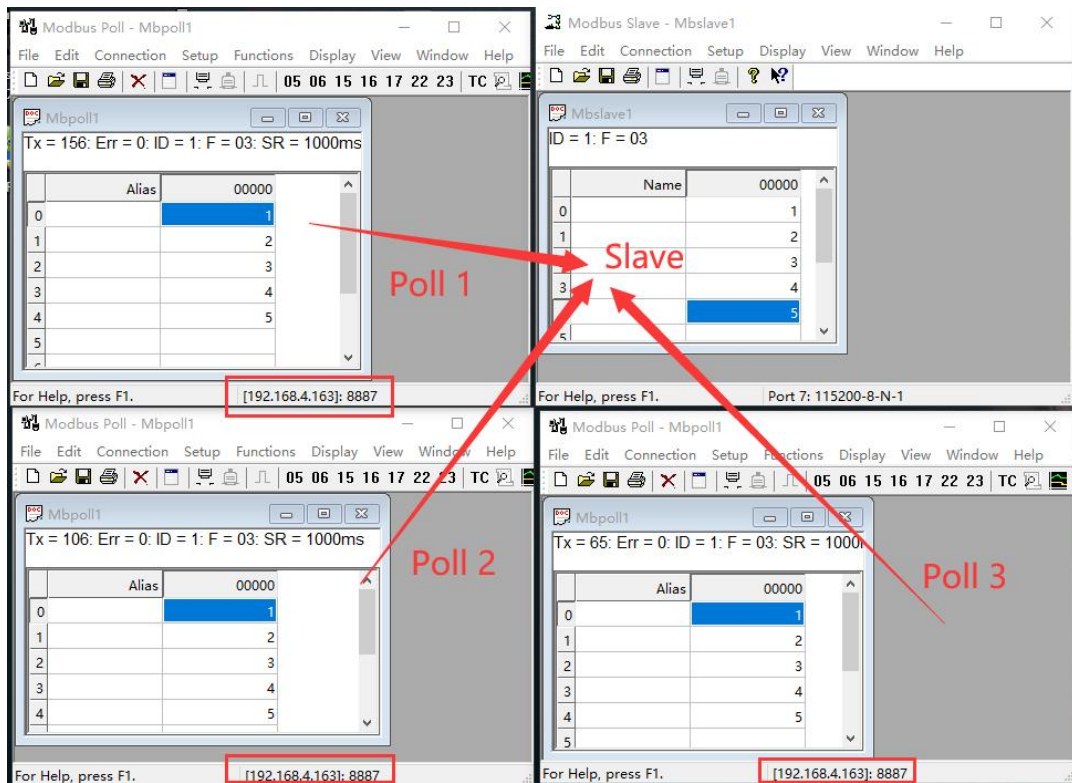 Modbus Poll - Mbpoll1
File Edit Connection Setup Functions Display View Window Help
05 06 15 16 17 22 23 TC
Mbpoll1
Tx = 156: Err = 0: ID = 1: F = 03: SR = 1000ms
Alias 00000
0 1
1 2
2 3
3 4
4 5
5
Poll 1
For Help, press F1. [192.168.4.163]: 8887
Modbus Slave - Mbslave1
File Edit Connection Setup Display View Window Help
Mbslave1
ID = 1: F = 03
Name 00000
0 1
1 2
3
3 4
5
5
Slave
For Help, press F1. Port 7: 115200-8-N-1
Modbus Poll - Mbpoll1
File Edit Connection Setup Functions Display View Window Help
05 06 15 16 17 22 23 TC
Mbpoll1
Tx = 106: Err = 0: ID = 1: F = 03: SR = 1000ms
Alias 00000
0 1
1 2
2 3
3 4
4 5
Poll 2
For Help, press F1. [192.168.4.163]: 8887
Modbus Poll - Mbpoll1
File Edit Connection Setup Functions Display View Window Help
05 06 15 16 17 22 23 TC
Mbpoll1
Tx = 65: Err = 0: ID = 1: F = 03: SR = 1000
Alias 00000
0 1
1 2
2 3
3 4
4 5
5
Poll 3
For Help, press F1. [192.168.4.163]: 8887